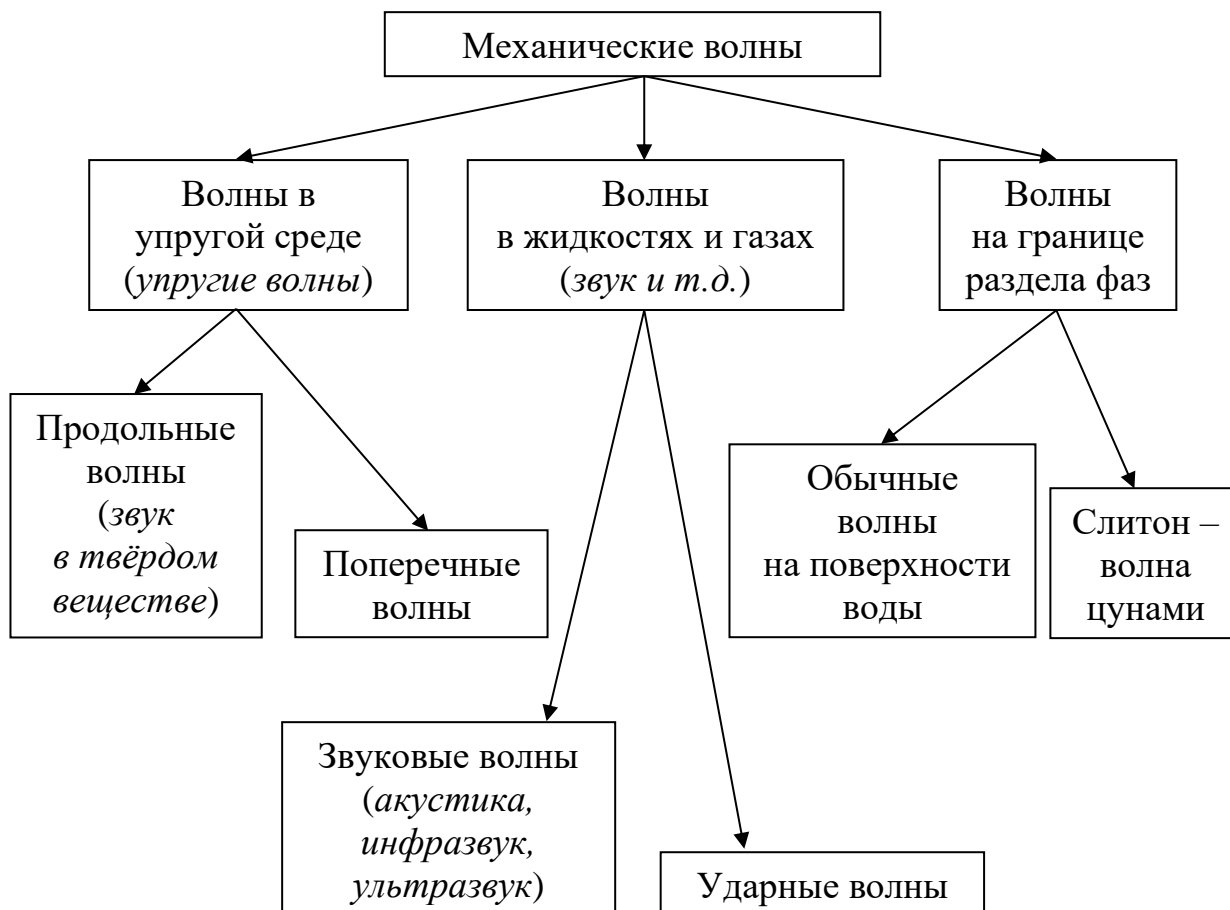 Механические волны
Волны в
упругой среде
(упругие волны)
Волны
в жидкостях и газах
(звук и т.д.)
Волны
на границе
раздела фаз
Продольные
волны
(звук
в твёрдом
веществе)
Поперечные
волны
Обычные
волны
на поверхности
воды
Слитон –
волна
цунами
Звуковые волны
(акустика,
инфразвук,
ультразвук)
Ударные волны